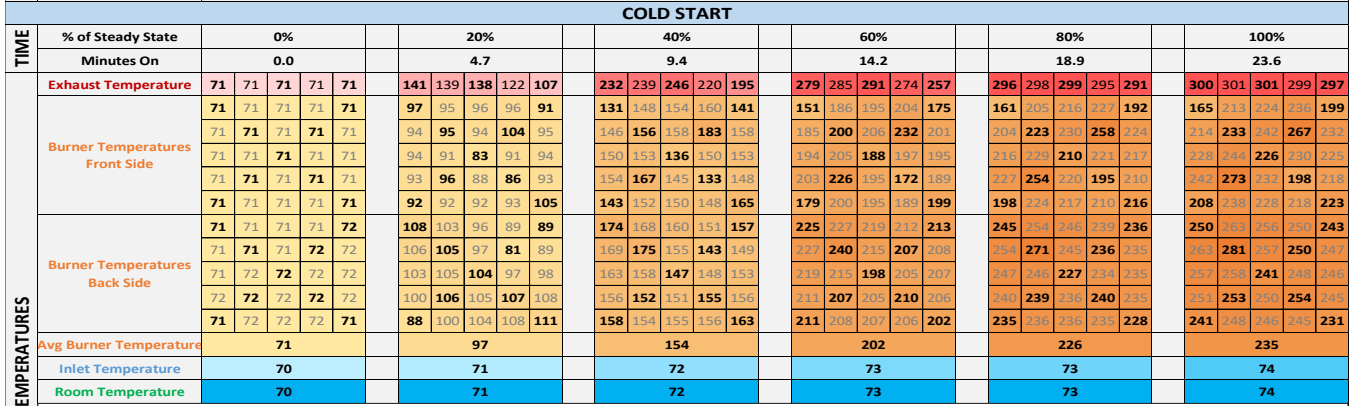 COLD START
TIME
% of Steady State 0% 20% 40% 60% 80% 100%
Minutes On 0.0 4.7 9.4 14.2 18.9 23.6
EMPERATURES
Exhaust Temperature 71 71 71 71 71 141 139 138 122 107 232 239 246 220 195 279 285 291 274 257 296 298 299 295 291 300 301 301 299 297
Burner Temperatures
Front Side
71 71 71 71 71 97 95 96 96 91 131 148 154 160 141 151 186 195 204 175 161 205 216 227 192 165 213 224 236 199
71 71 71 71 71 94 95 94 104 95 146 156 158 183 158 185 200 206 232 201 204 223 230 258 224 214 233 242 267 232
71 71 71 71 71 94 91 83 91 94 150 153 136 150 153 194 205 188 197 195 216 229 210 221 217 228 244 226 230 225
71 71 71 71 71 93 96 88 86 93 154 167 145 133 148 203 226 195 172 189 227 254 220 195 210 242 273 232 198 218
71 71 71 71 71 92 92 92 93 105 143 152 150 148 165 179 200 195 189 199 198 224 217 210 216 208 238 228 218 223
Burner Temperatures
Back Side
71 71 71 71 72 108 103 96 89 89 174 168 160 151 157 225 227 219 212 213 245 254 246 239 236 250 263 256 250 243
71 71 71 72 72 106 105 97 81 89 169 175 155 143 149 227 240 215 207 208 254 271 245 236 235 263 281 257 250 247
71 72 72 72 72 103 105 104 97 98 163 158 147 148 153 219 215 198 205 207 247 246 227 234 235 257 258 241 248 246
72 72 72 72 72 100 106 105 107 108 156 152 151 155 156 211 207 205 210 206 240 239 236 240 235 251 253 250 254 245
71 72 72 72 71 88 100 104 108 111 158 154 155 156 163 211 208 207 206 202 235 236 236 235 228 241 248 246 245 231
Avg Burner Temperature 71 97 154 202 226 235
Inlet Temperature 70 71 72 73 73 74
Room Temperature 70 71 72 73 73 74